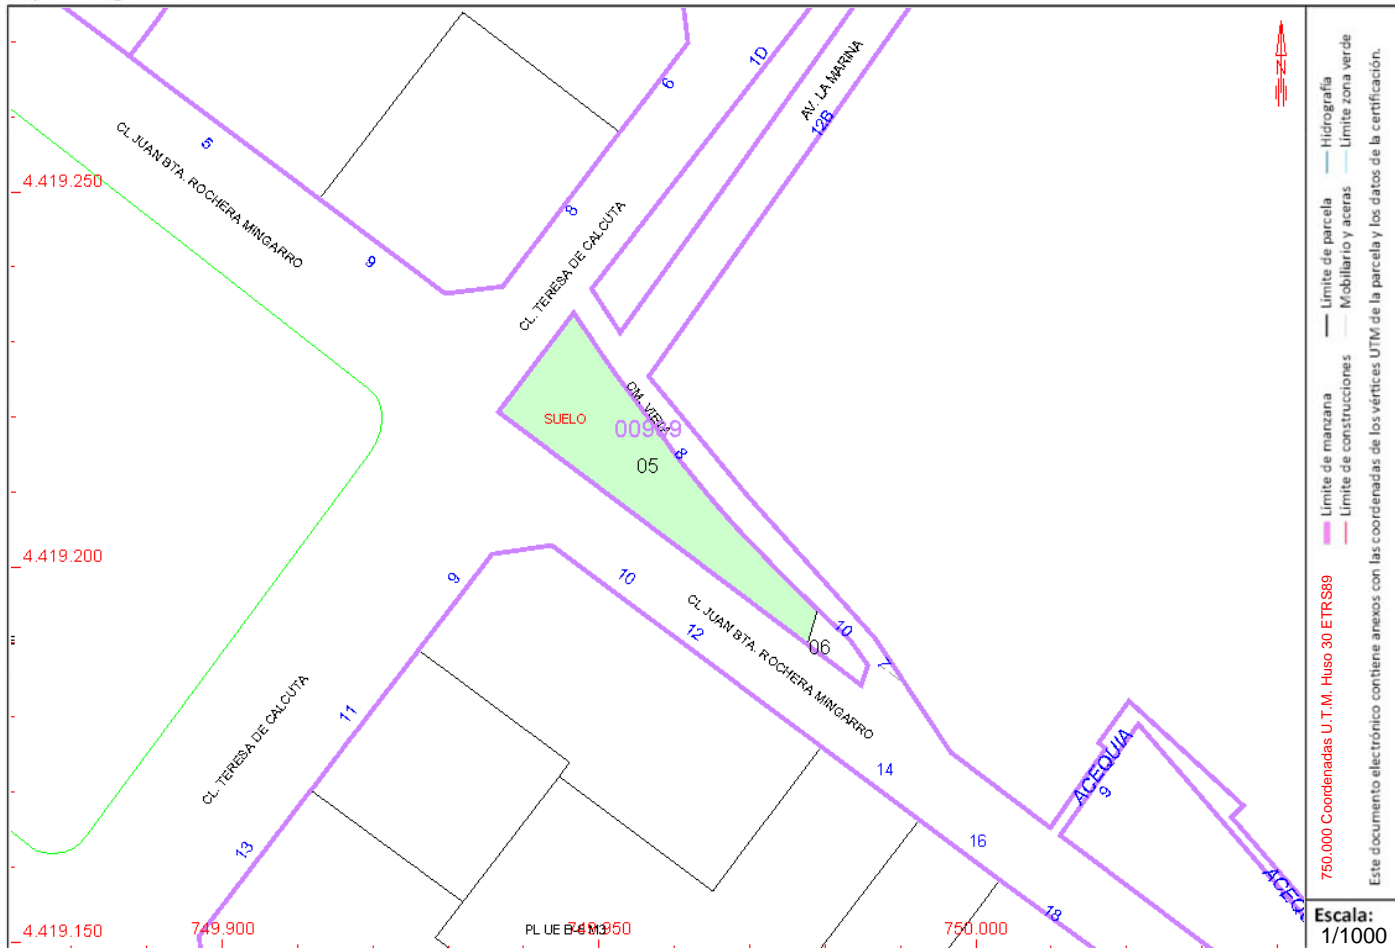 1D
AV. LA MARINA
12B
N
6
CL JUAN BTA. ROCHERA MINGARRO
5
4.419.250
8
CL. TERESA DE CALCUTA
9
SUELO
00989
05
8
4.419.200
9
10
12
CL JUAN BTA. ROCHERA MINGARRO
10
06
7
11
CL. TERESA DE CALCUTA
14
ACEQUIA
9
13
16
18
4.419.150
749.900
749.950
750.000
Hidrografía
Límite zona verde
Límite de parcela
Mobiliario y aceras
Límite de manzana
Límite de construcciones
750.000 Coordenadas U.T.M. Huso 30 ETRS89
Este documento electrónico contiene anexos con las coordenadas de los vértices UTM de la parcela y los datos de la certificación.
Escala:
1/1000